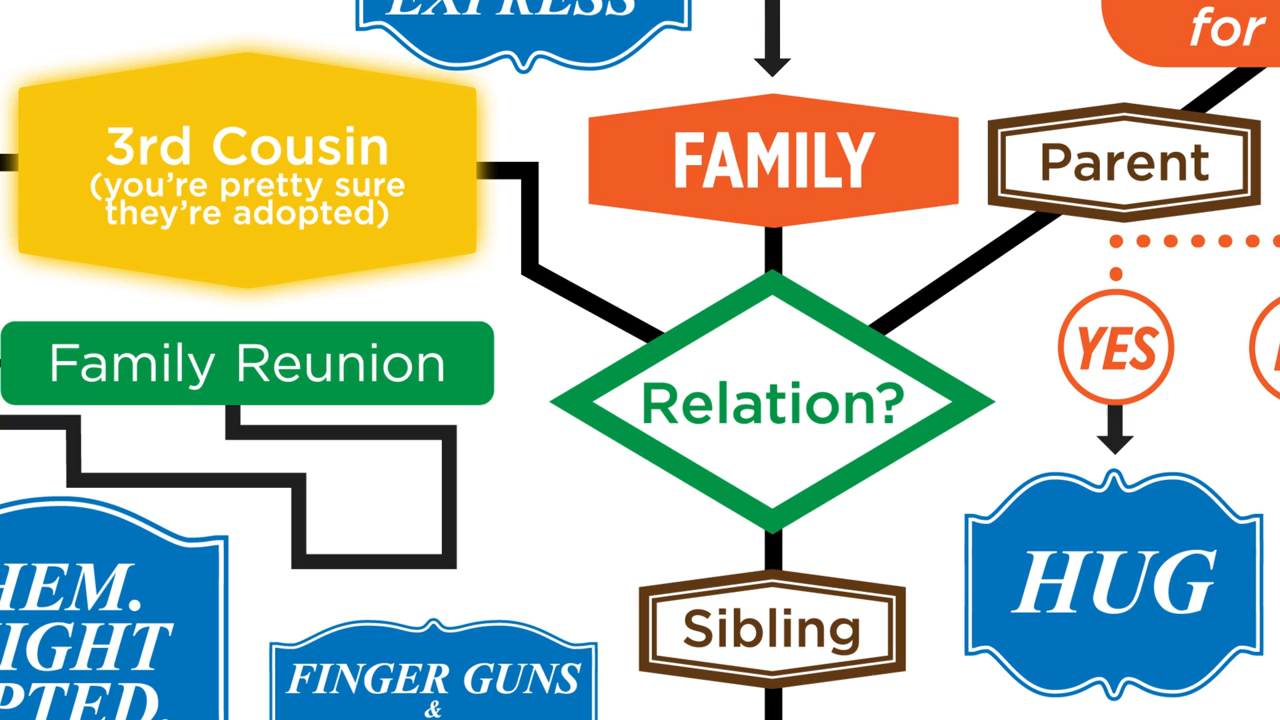 EXPRESS
for
3rd Cousin
(you're pretty sure
they're adopted)
FAMILY
Parent
YES
Family Reunion
Relation?
HUG
HEM.
IGHT
PTED.
Sibling
FINGER GUNS
&